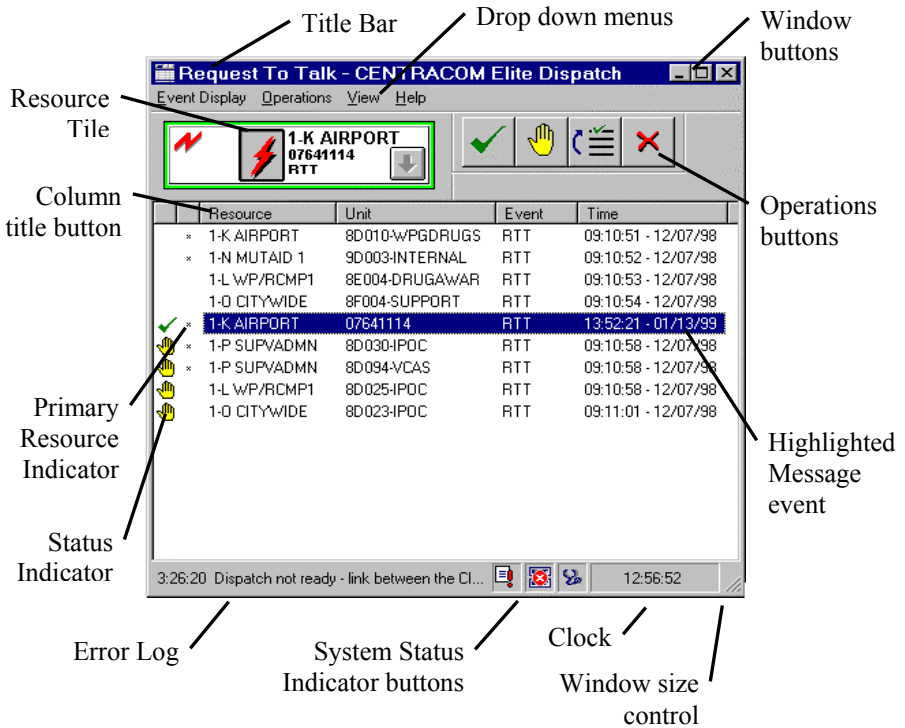 Title Bar
Drop down menus
Window
buttons
Request To Talk - CENTRACOM Elite Dispatch
Event Display Operations View Help
Resource
Tile
1-K AIRPORT
07641114
RTT
Column
title button
Operations
buttons
Resource Unit Event Time
* 1-K AIRPORT 8D010-WPGDRUGS RTT 09:10:51 - 12/07/98
* 1-N MUTAID 1 9D003-INTERNAL RTT 09:10:52 - 12/07/98
1-L WP/RCMP1 8E004-DRUGAWAR RTT 09:10:53 - 12/07/98
1-O CITYWIDE 8F004-SUPPORT RTT 09:10:54 - 12/07/98
* 1-K AIRPORT 07641114 RTT 13:52:21 - 01/13/99
* 1-P SUPVADMN 8D030-IPOC RTT 09:10:58 - 12/07/98
* 1-P SUPVADMN 8D094-VCAS RTT 09:10:58 - 12/07/98
1-L WP/RCMP1 8D025-IPOC RTT 09:10:58 - 12/07/98
1-O CITYWIDE 8D023-IPOC RTT 09:11:01 - 12/07/98
Primary
Resource
Indicator
Highlighted
Message
event
Status
Indicator
3:26:20 Dispatch not ready - link between the Cl... 12:56:52
Error Log
System Status
Indicator buttons
Clock
Window size
control